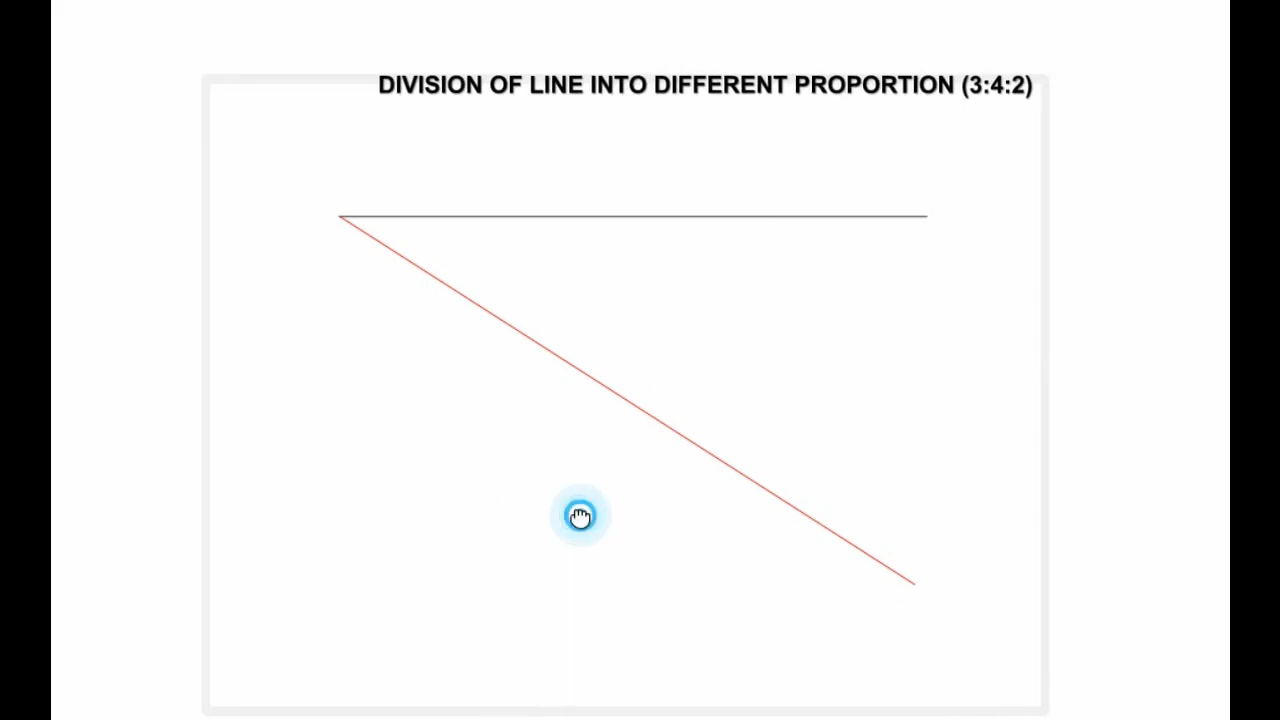 DIVISION OF LINE INTO DIFFERENT PROPORTION (3:4:2)